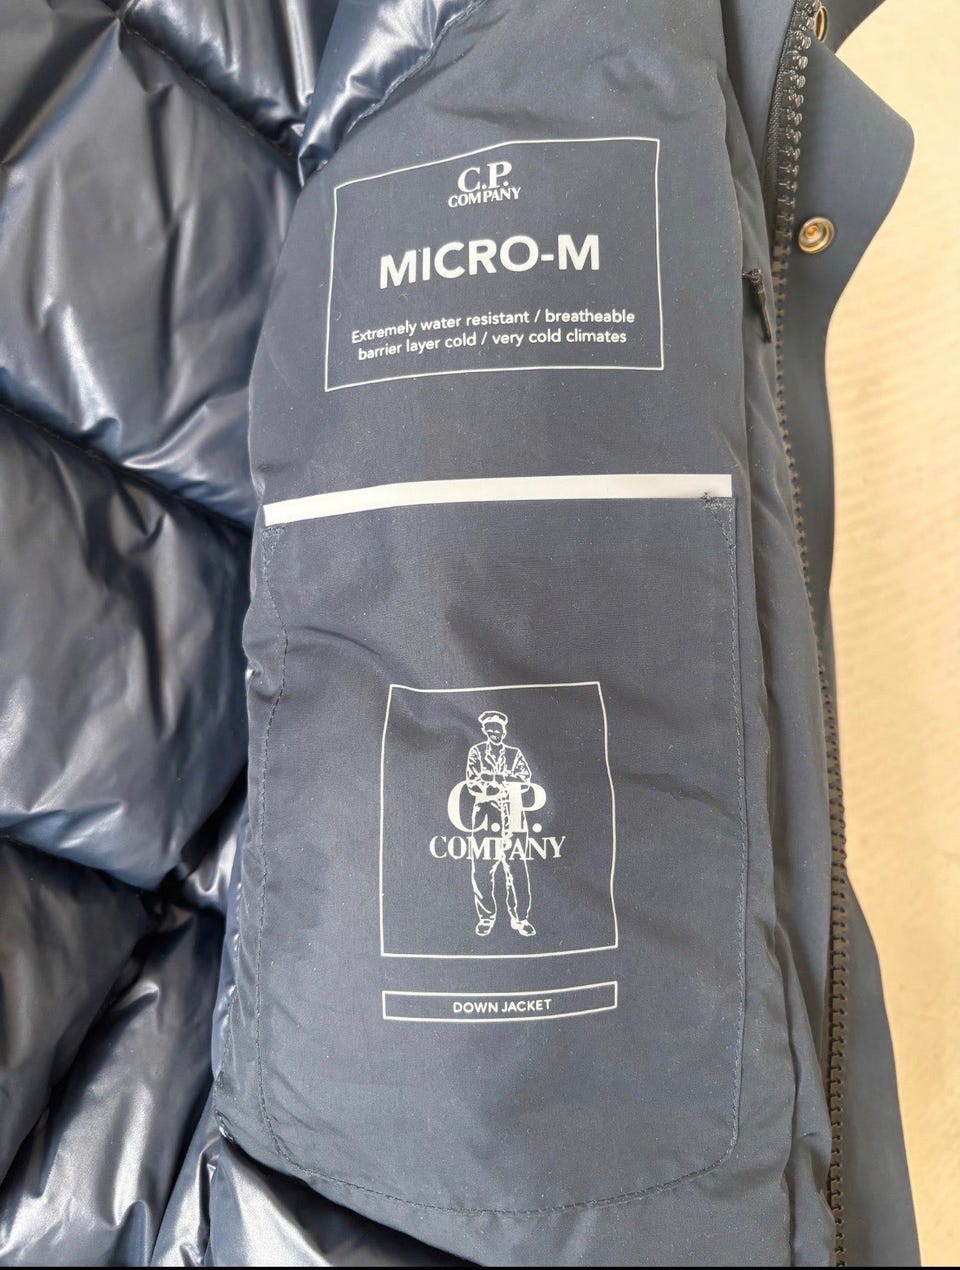 C.P.
COMPANY
MICRO-M
Extremely water resistant / breatheable
barrier layer cold / very cold climates
C.P.
COMPANY
DOWN JACKET